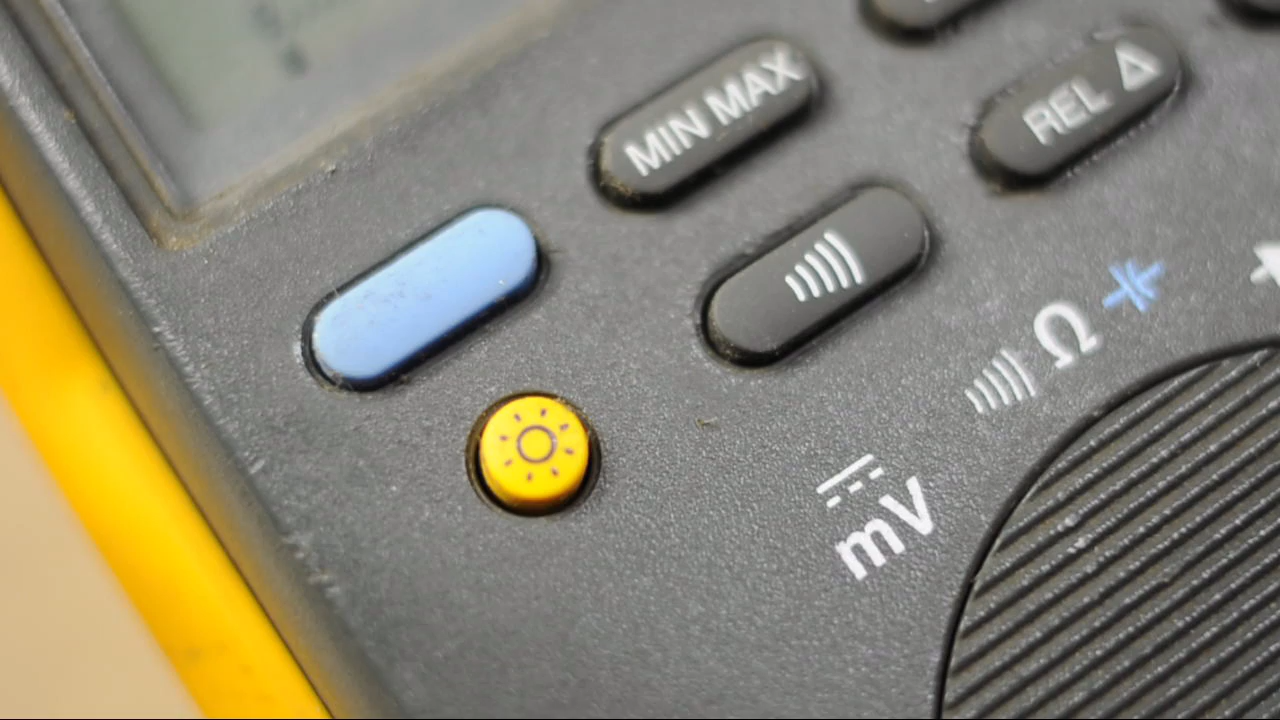 MIN MAX
REL Δ
Ω
mV